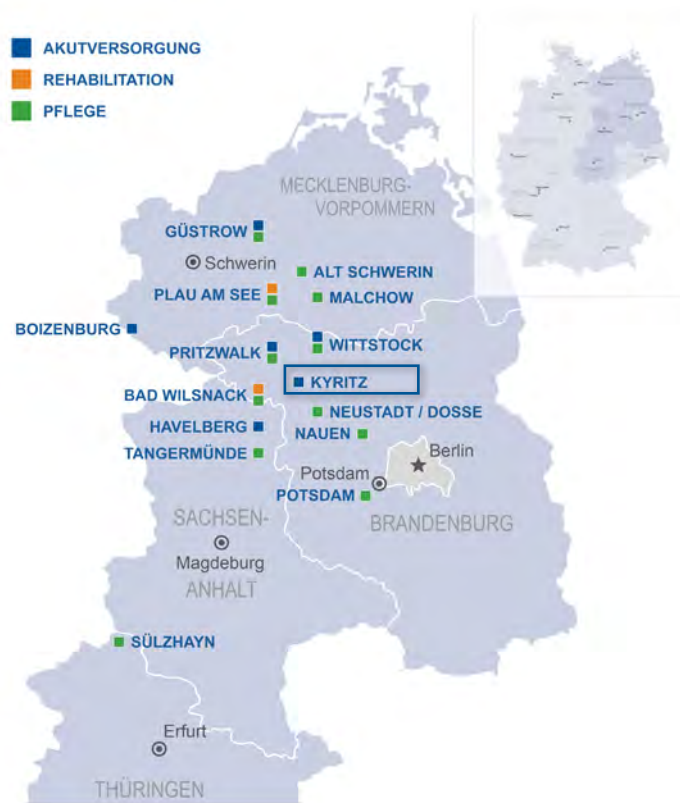 AKUTVERSORGUNG
REHABILITATION
PFLEGE
MECKLENBURG-
VORPOMMERN
GÜSTROW
Schwerin
ALT SCHWERIN
PLAU AM SEE
MALCHOW
BOIZENBURG
WITTSTOCK
PRITZWALK
KYRITZ
BAD WILSNACK
NEUSTADT / DOSSE
HAVELBERG
NAUEN
TANGERMÜNDE
Berlin
Potsdam
POTSDAM
SACHSEN-
BRANDENBURG
Magdeburg
ANHALT
SÜLZHAYN
Erfurt
THÜRINGEN